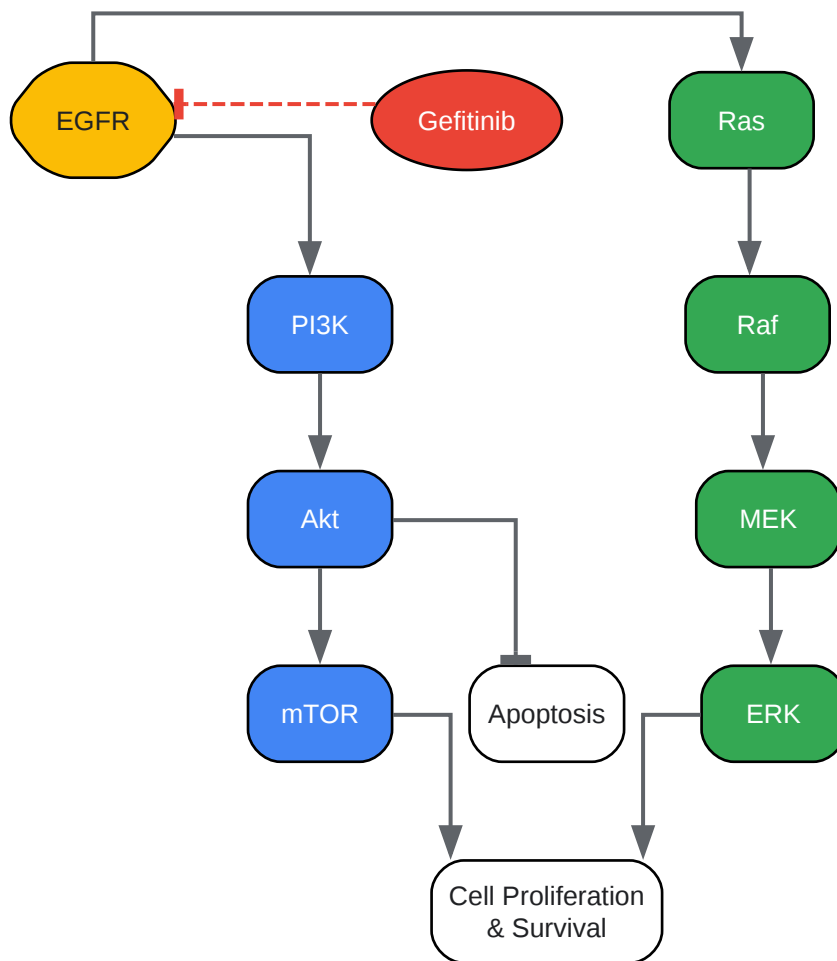 EGFR
Gefitinib
Ras
PI3K
Raf
Akt
MEK
mTOR
Apoptosis
ERK
Cell Proliferation
& Survival